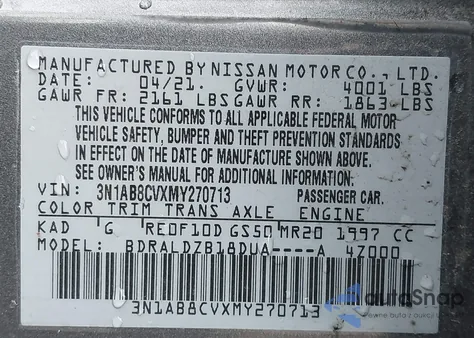 MANUFACTURED BY NISSAN MOTOR CO., LTD.
DATE: 04/21. GVWR: 4001 LBS
GAWR FR: 2161 LBS GAWR RR: 1863 LBS
THIS VEHICLE CONFORMS TO ALL APPLICABLE FEDERAL MOTOR
VEHICLE SAFETY, BUMPER AND THEFT PREVENTION STANDARDS
IN EFFECT ON THE DATE OF MANUFACTURE SHOWN ABOVE.
SEE OWNER'S MANUAL FOR ADDITIONAL INFORMATION.
VIN: 3N1AB8CVXMY270713 PASSENGER CAR.
COLOR TRIM TRANS AXLE ENGINE
KAD G RE0F10D GS50 MR20 1997 CC
MODEL: BDRALDZB18DUA----A 47000
3N1AB8CVXMY270713
autoSnap